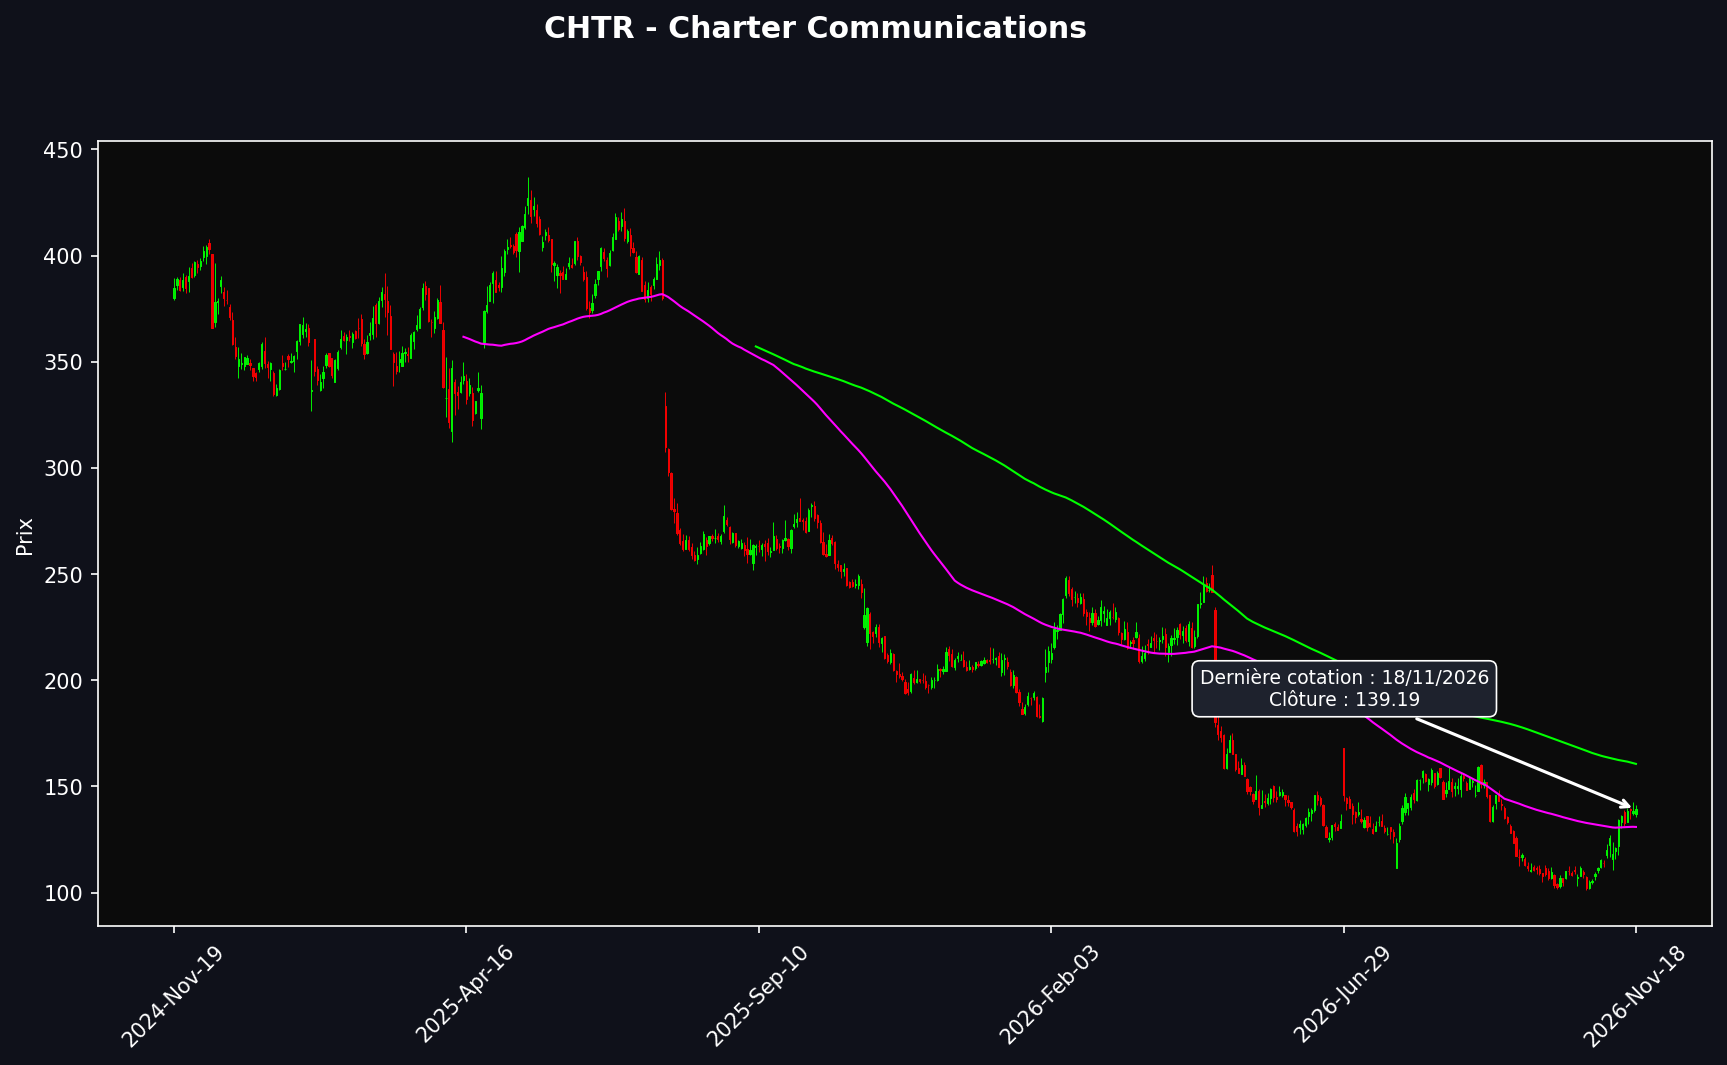 CHTR - Charter Communications
Prix
450
400
350
300
250
200
150
100
Dernière cotation : 18/11/2026
Clôture : 139.19
2024-Nov-19
2025-Apr-16
2025-Sep-10
2026-Feb-03
2026-Jun-29
2026-Nov-18